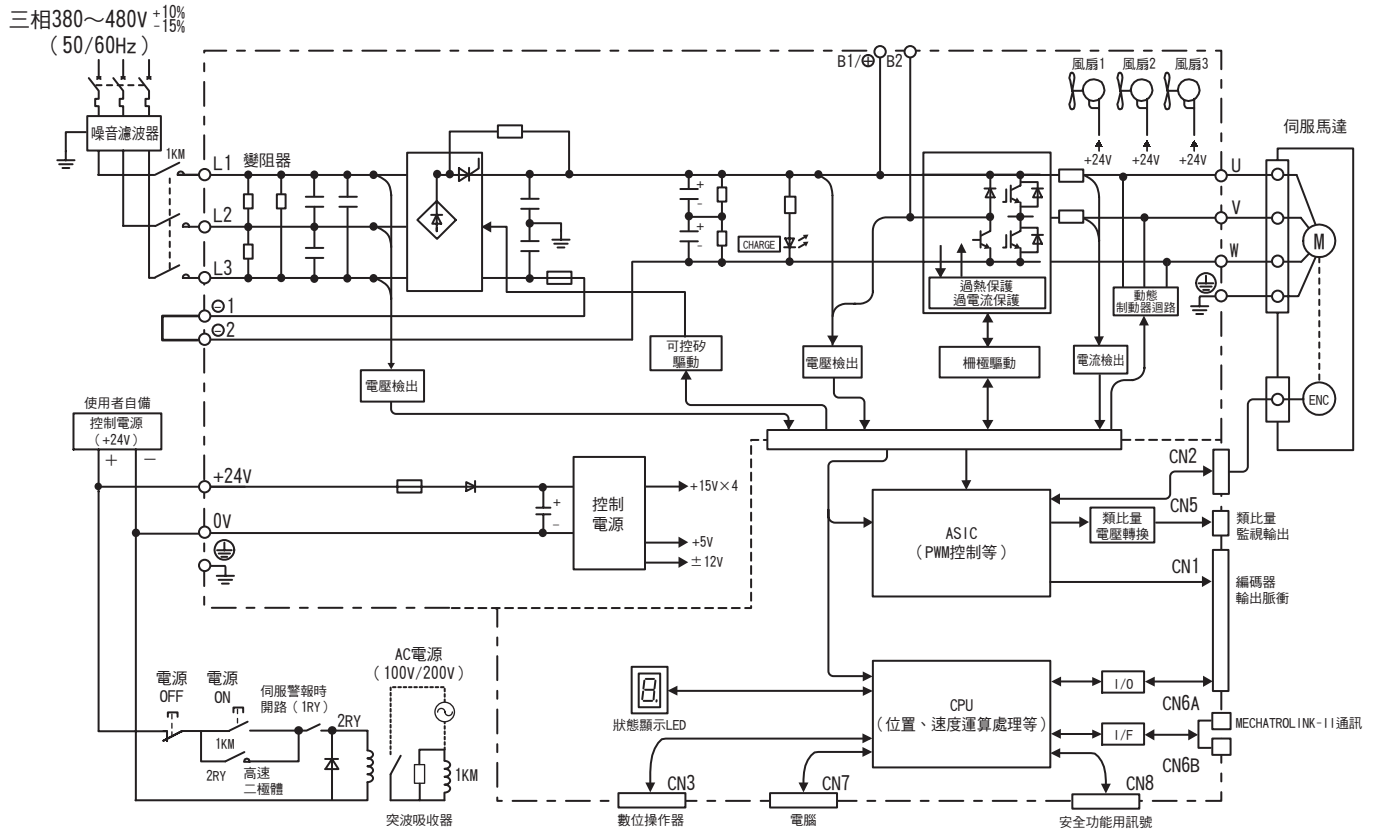 三相380～480V +10% -15%
（50/60Hz）
噪音濾波器
1KM
L1
變阻器
L2
L3
⊖1
⊖2
B1/⊕
B2
CHARGE
風扇1
風扇2
風扇3
+24V
+24V
+24V
伺服馬達
U
V
W
M
ENC
過熱保護
過電流保護
動態
制動器迴路
可控矽
驅動
電壓檢出
電壓檢出
柵極驅動
電流檢出
使用者自備
控制電源
（+24V）
+
−
+24V
0V
+
-
+
-
+
-
控制
電源
+15V×4
+5V
±12V
ASIC
（PWM控制等）
類比量
電壓轉換
CN2
CN5
類比量
監視輸出
CN1
編碼器
輸出脈衝
CPU
（位置、速度運算處理等）
I/O
I/F
CN6A
MECHATROLINK-II通訊
CN6B
8.
狀態顯示LED
CN3
數位操作器
CN7
電腦
CN8
安全功能用訊號
電源
OFF
電源
ON
伺服警報時
開路（1RY）
2RY
1KM
2RY
高速
二極體
AC電源
（100V/200V）
1KM
突波吸收器